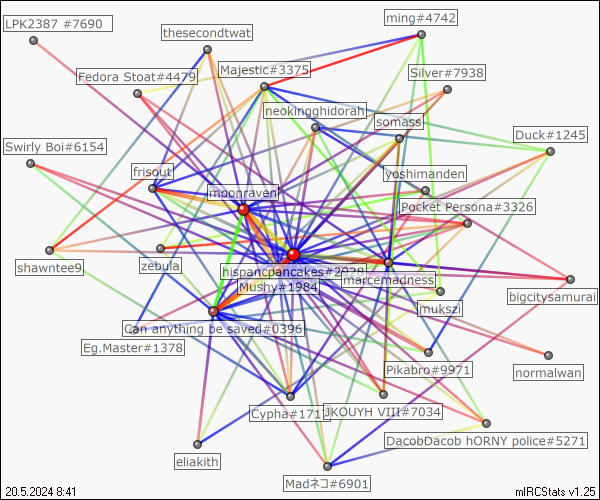 LPK2387 #7690
thesecondtwat
ming#4742
Fedora Stoat#4479
Majestic#3375
Silver#7938
neokingghidorah
somass
Duck#1245
Swirly Boi#6154
frisout
yoshimanden
moonraven
Pocket Persona#3326
shawntee9
zebula
hispancpancakes#2928
marcemadness
Mushy#1984
mukszi
bigcitysamurai
Can anything be saved#0396
Eg.Master#1378
Pikabro#9971
normalwan
Cypha#1717
JKOUYH VIII#7034
DacobDacob hORNY police#5271
eliakith
Madネコ#6901
20.5.2024 8:41
mIRCStats v1.25